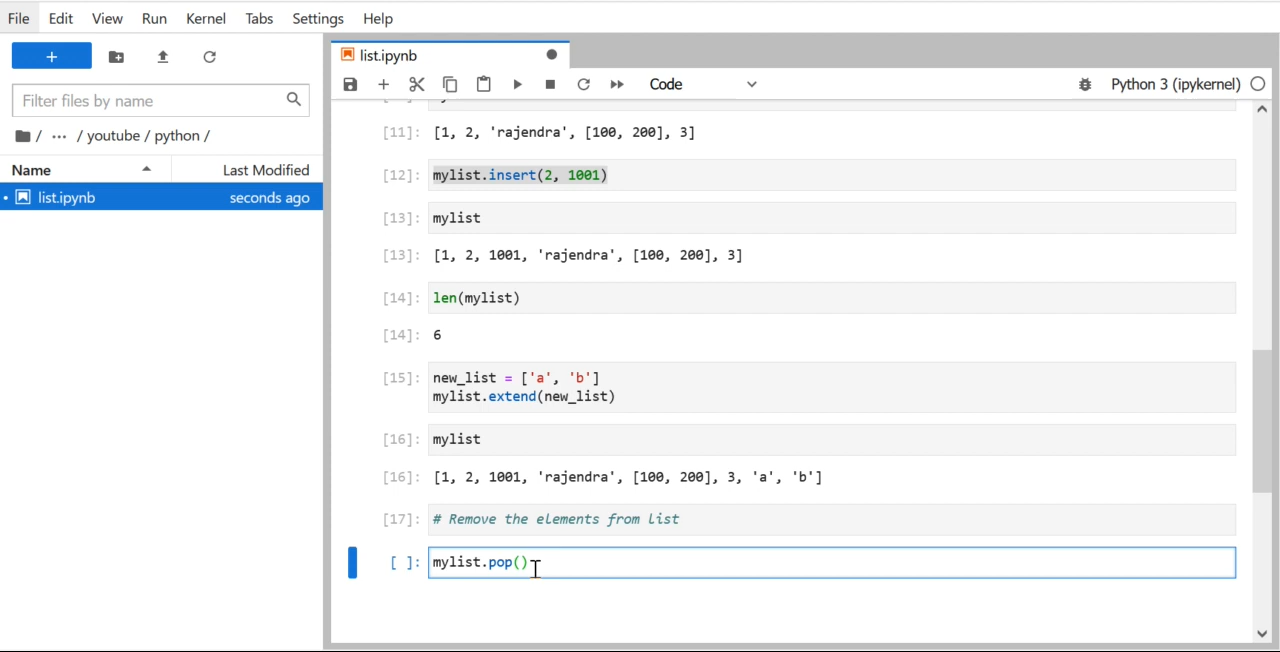 File Edit View Run Kernel Tabs Settings Help
list.ipynb
Filter files by name
/ ··· / youtube / python /
Code
Python 3 (ipykernel)
Name Last Modified
list.ipynb seconds ago
[11]: [1, 2, 'rajendra', [100, 200], 3]
[12]: mylist.insert(2, 1001)
[13]: mylist
[13]: [1, 2, 1001, 'rajendra', [100, 200], 3]
[14]: len(mylist)
[14]: 6
[15]: new_list = ['a', 'b']
mylist.extend(new_list)
[16]: mylist
[16]: [1, 2, 1001, 'rajendra', [100, 200], 3, 'a', 'b']
[17]: # Remove the elements from list
[ ]: mylist.pop()